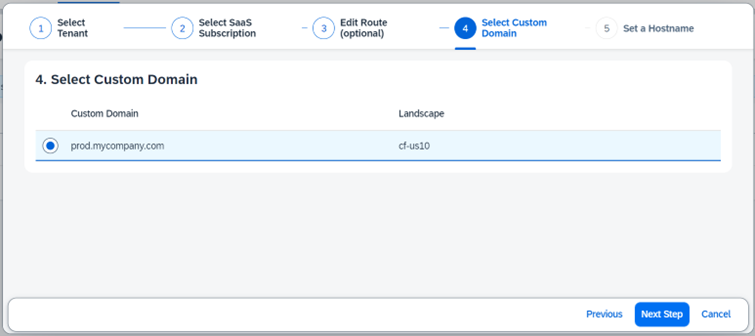 1 Select Tenant
2 Select SaaS Subscription
3 Edit Route (optional)
4 Select Custom Domain
5 Set a Hostname
4. Select Custom Domain
Custom Domain Landscape
prod.mycompany.com cf-us10
Previous Next Step Cancel